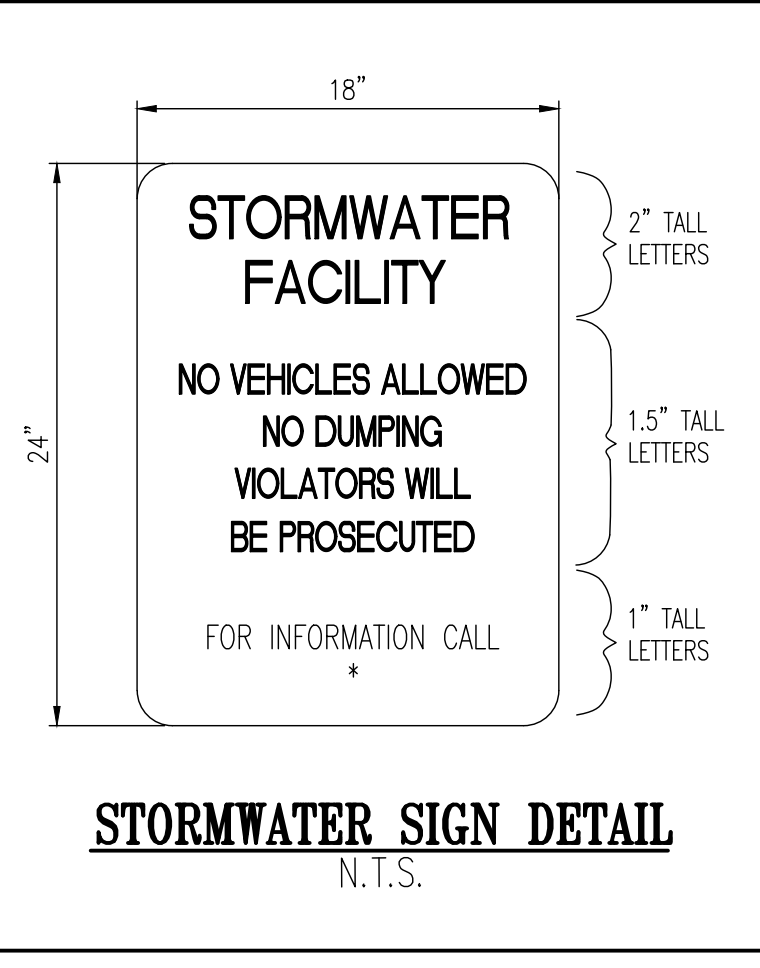 18”
STORMWATER
FACILITY
2” TALL
LETTERS
NO VEHICLES ALLOWED
NO DUMPING
VIOLATORS WILL
BE PROSECUTED
1.5” TALL
LETTERS
24”
FOR INFORMATION CALL
*
1” TALL
LETTERS
STORMWATER SIGN DETAIL
N.T.S.